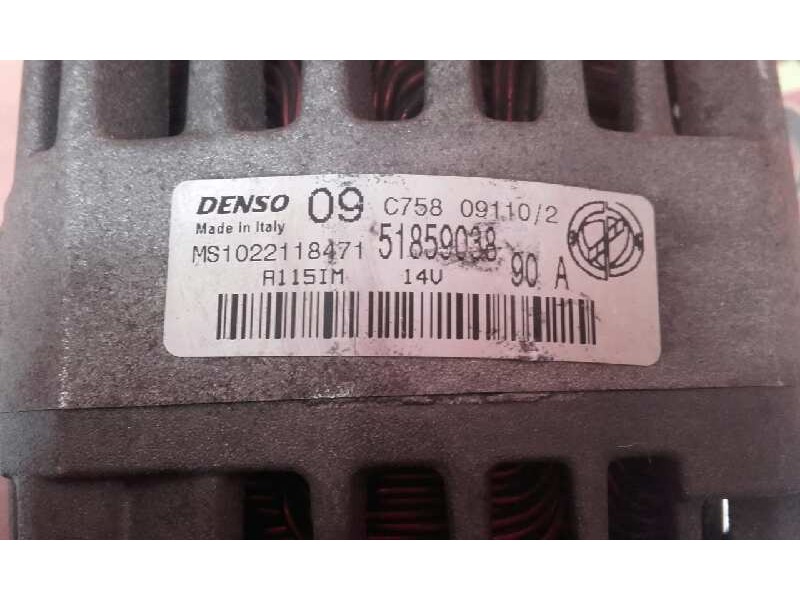 DENSO 09 C758 09110/2
Made in Italy
MS1022118471 51859038
A115IM 14V 90 A